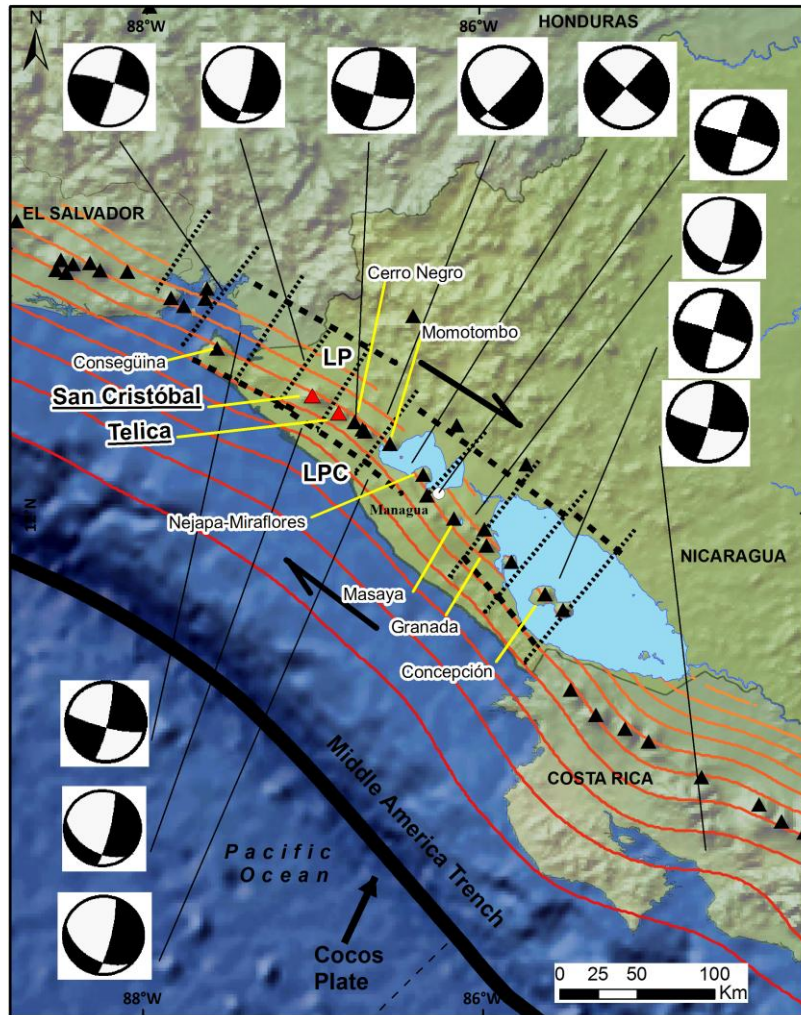 88°W
86°W
N
HONDURAS
EL SALVADOR
Cerro Negro
Momotombo
Consegüina
LP
San Cristóbal
Telica
LPC
Managua
Nejapa-Miraflores
NICARAGUA
Masaya
Granada
Concepción
COSTA RICA
Middle America Trench
Pacific
Ocean
Cocos
Plate
0 25 50 100
Km
88°W
86°W